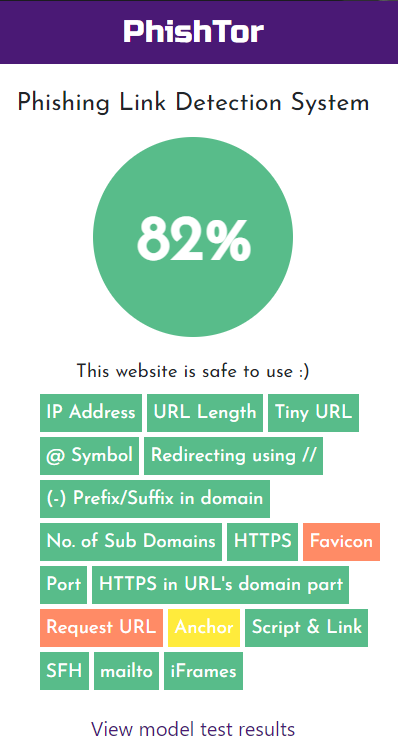 PhishTor
Phishing Link Detection System
82%
This website is safe to use :)
IP Address URL Length Tiny URL
@ Symbol Redirecting using //
(-) Prefix/Suffix in domain
No. of Sub Domains HTTPS Favicon
Port HTTPS in URL's domain part
Request URL Anchor Script & Link
SFH mailto iFrames
View model test results